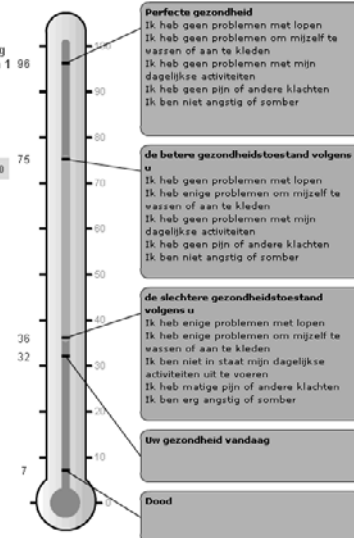 Perfecte gezondheid
Ik heb geen problemen met lopen
Ik heb geen problemen om mijzelf te
wassen of aan te kleden
Ik heb geen problemen met mijn
dagelijkse activiteiten
Ik heb geen pijn of andere klachten
Ik ben niet angstig of somber
de betere gezondheidstoestand volgens
u
Ik heb geen problemen met lopen
Ik heb enige problemen om mijzelf te
wassen of aan te kleden
Ik heb geen problemen met mijn
dagelijkse activiteiten
Ik heb geen pijn of andere klachten
Ik ben niet angstig of somber
de slechtere gezondheidstoestand
volgens u
Ik heb enige problemen met lopen
Ik heb enige problemen om mijzelf te
wassen of aan te kleden
Ik ben niet in staat mijn dagelijkse
activiteiten uit te voeren
Ik heb matige pijn of andere klachten
Ik ben erg angstig of somber
Uw gezondheid vandaag
Dood
1 96
75
36
32
7
100
90
80
70
60
50
40
30
20
10
0